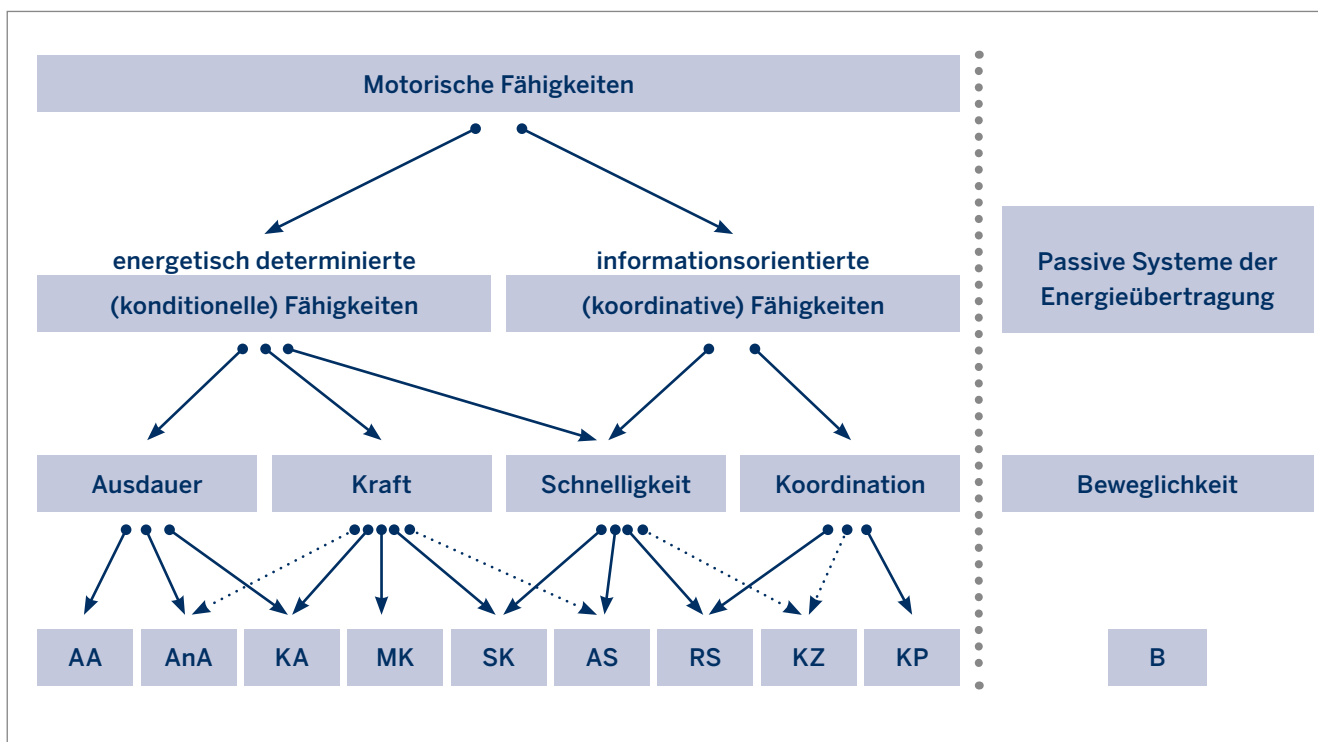 Motorische Fähigkeiten
energetisch determinierte
(konditionelle) Fähigkeiten
informationsorientierte
(koordinative) Fähigkeiten
Passive Systeme der
Energieübertragung
Ausdauer
Kraft
Schnelligkeit
Koordination
Beweglichkeit
AA
AnA
KA
MK
SK
AS
RS
KZ
KP
B